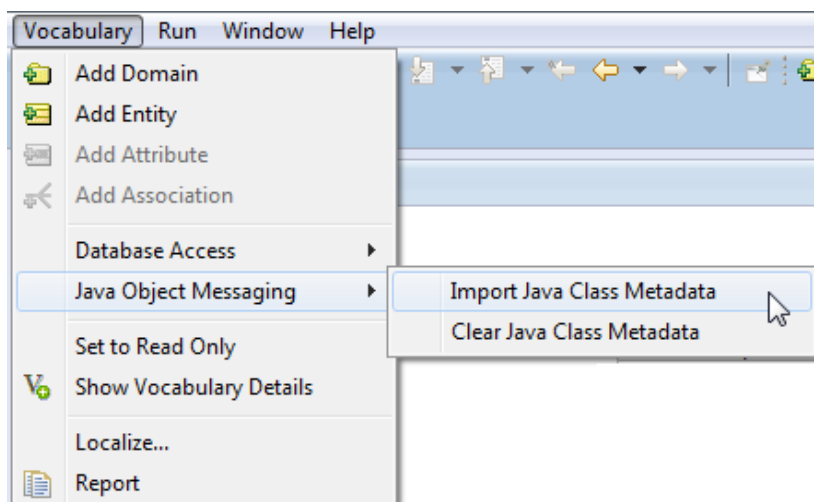 Vocabulary Run Window Help
Add Domain
Add Entity
Add Attribute
Add Association
Database Access
Java Object Messaging
Import Java Class Metadata
Clear Java Class Metadata
Set to Read Only
Show Vocabulary Details
Localize...
Report